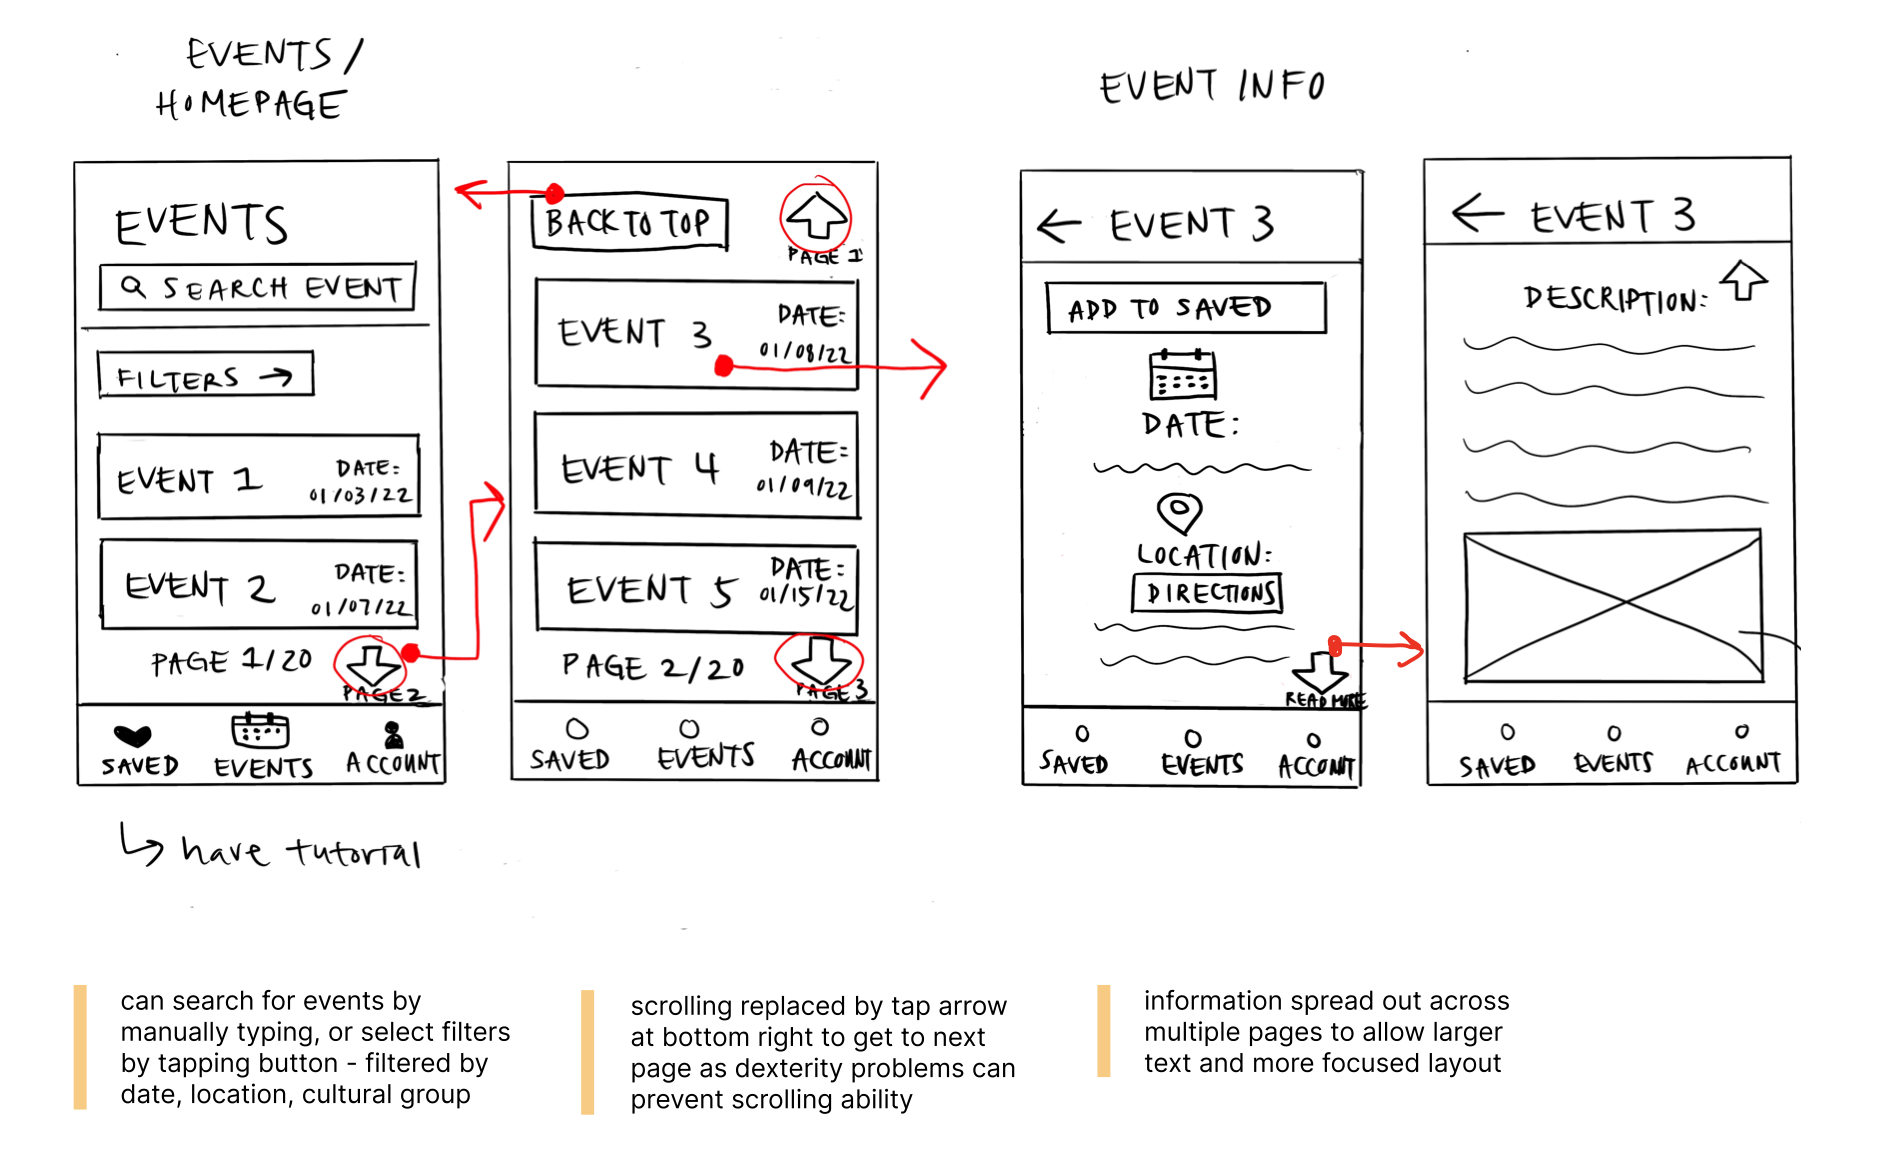 EVENTS /
HOMEPAGE
EVENTS
SEARCH EVENT
FILTERS →
EVENT 1
DATE:
01/03/22
EVENT 2
DATE:
01/07/22
PAGE 1/20
PAGE 2
SAVED
EVENTS
ACCOUNT
↳ have tutorial
BACK TO TOP
PAGE 1
EVENT 3
DATE:
01/08/22
EVENT 4
DATE:
01/09/22
EVENT 5
DATE:
01/15/22
PAGE 2/20
PAGE 3
SAVED
EVENTS
ACCOUNT
EVENT INFO
← EVENT 3
ADD TO SAVED
DATE:
LOCATION:
DIRECTIONS
READ MORE
SAVED
EVENTS
ACCOUNT
← EVENT 3
DESCRIPTION:
SAVED
EVENTS
ACCOUNT
can search for events by
manually typing, or select filters
by tapping button - filtered by
date, location, cultural group
scrolling replaced by tap arrow
at bottom right to get to next
page as dexterity problems can
prevent scrolling ability
information spread out across
multiple pages to allow larger
text and more focused layout